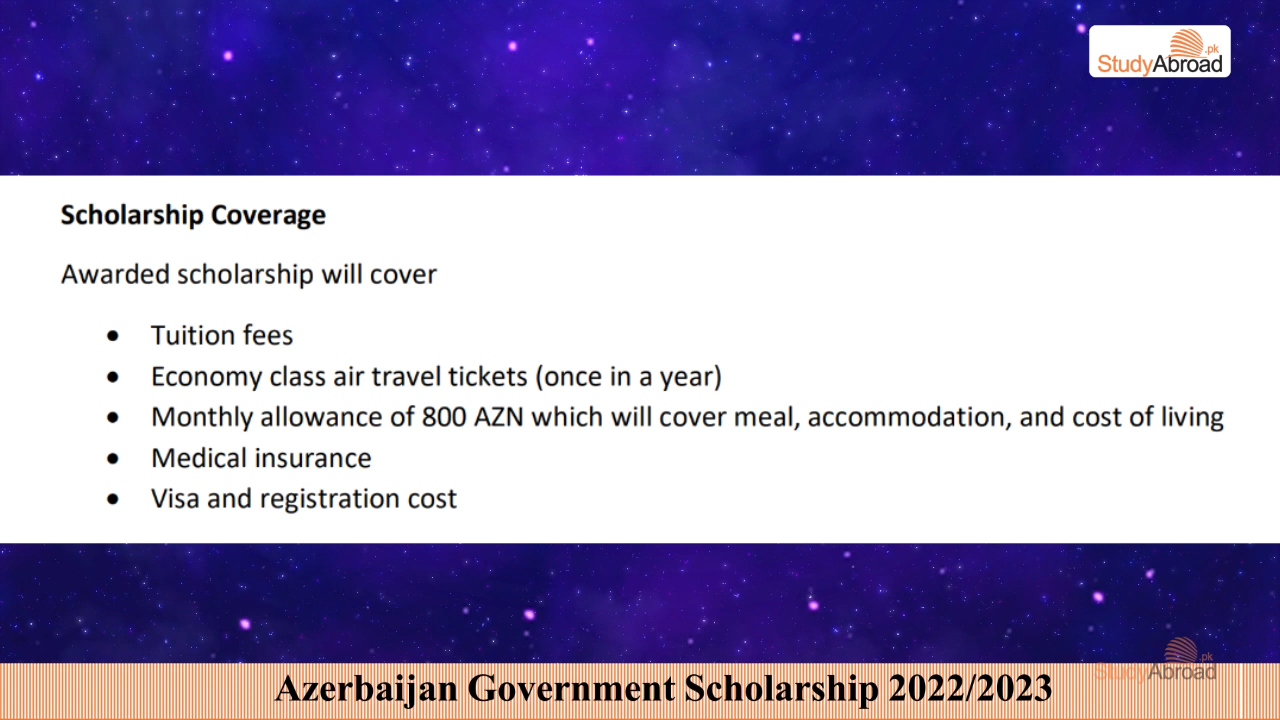 .pk
StudyAbroad
Scholarship Coverage
Awarded scholarship will cover
• Tuition fees
• Economy class air travel tickets (once in a year)
• Monthly allowance of 800 AZN which will cover meal, accommodation, and cost of living
• Medical insurance
• Visa and registration cost
.pk
StudyAbroad
Azerbaijan Government Scholarship 2022/2023